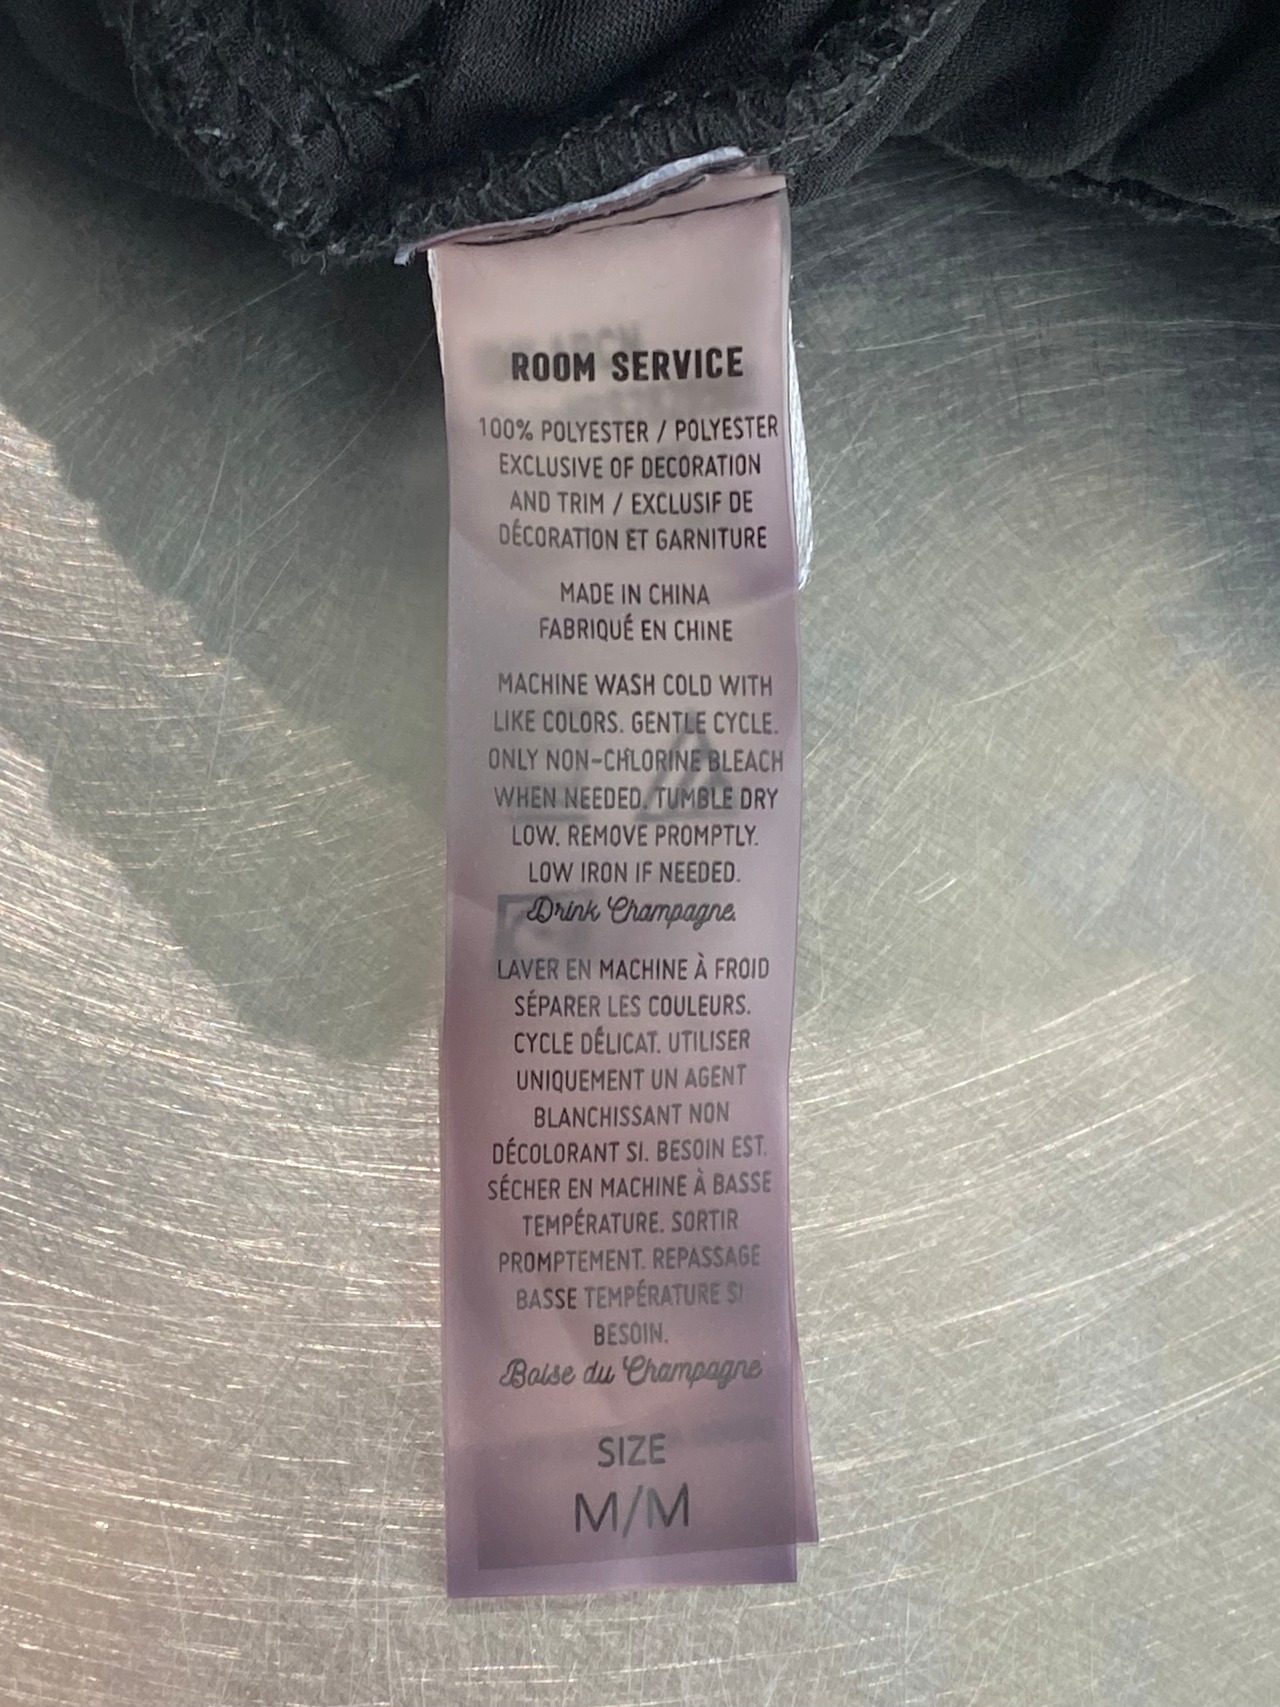 ROOM SERVICE
100% POLYESTER / POLYESTER
EXCLUSIVE OF DECORATION
AND TRIM / EXCLUSIF DE
DÉCORATION ET GARNITURE
MADE IN CHINA
FABRIQUÉ EN CHINE
MACHINE WASH COLD WITH
LIKE COLORS. GENTLE CYCLE.
ONLY NON-CHLORINE BLEACH
WHEN NEEDED. TUMBLE DRY
LOW. REMOVE PROMPTLY.
LOW IRON IF NEEDED.
Drink Champagne.
LAVER EN MACHINE À FROID
SÉPARER LES COULEURS.
CYCLE DÉLICAT. UTILISER
UNIQUEMENT UN AGENT
BLANCHISSANT NON
DÉCOLORANT SI. BESOIN EST.
SÉCHER EN MACHINE À BASSE
TEMPÉRATURE. SORTIR
PROMPTEMENT. REPASSAGE
BASSE TEMPÉRATURE SI
BESOIN.
Boise du Champagne
SIZE
M/M